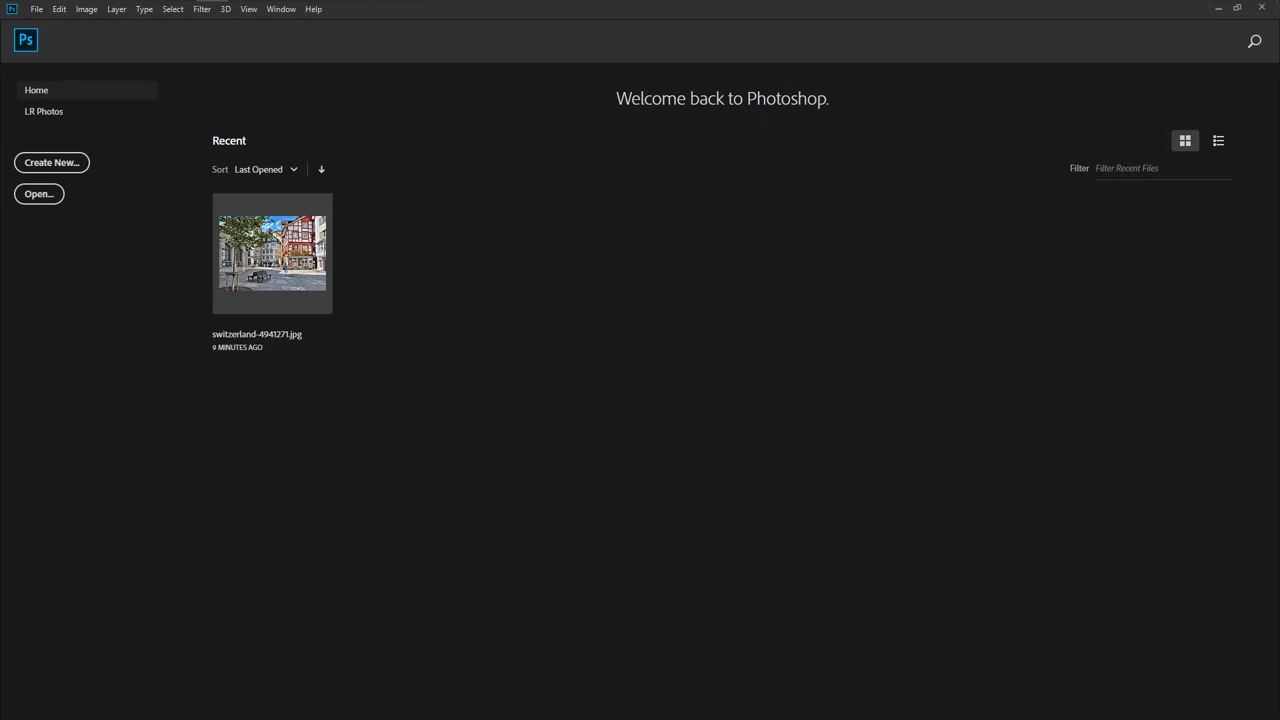 Ps File Edit Image Layer Type Select Filter 3D View Window Help
Ps
Home
LR Photos
Create New...
Open...
Welcome back to Photoshop.
Recent
Sort Last Opened
Filter Filter Recent Files
switzerland-4941271.jpg
9 MINUTES AGO